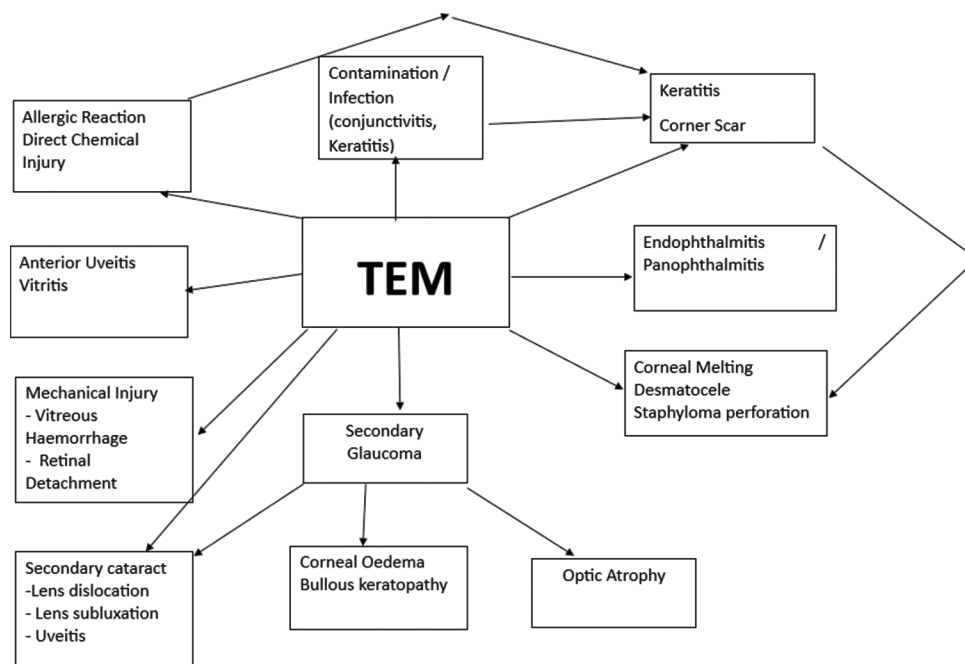 Contamination /
Infection
(conjunctivitis,
Keratitis)
Keratitis
Corner Scar
Allergic Reaction
Direct Chemical
Injury
TEM
Endophthalmitis /
Panophthalmitis
Anterior Uveitis
Vitritis
Corneal Melting
Desmatocele
Staphyloma perforation
Mechanical Injury
- Vitreous
Haemorrhage
- Retinal
Detachment
Secondary
Glaucoma
Secondary cataract
-Lens dislocation
- Lens subluxation
- Uveitis
Corneal Oedema
Bullous keratopathy
Optic Atrophy